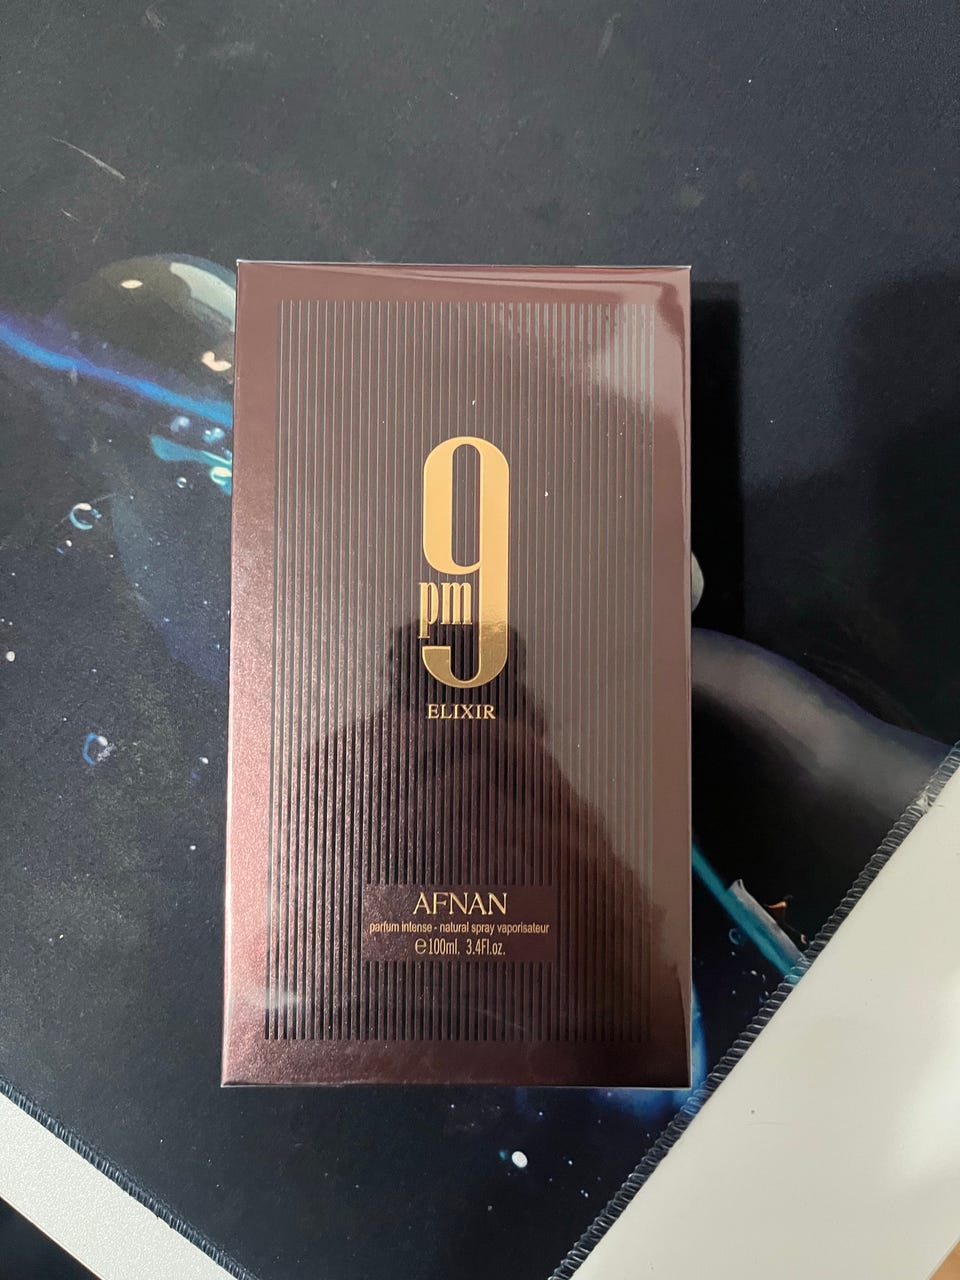 9
pm
ELIXIR
AFNAN
parfum intense - natural spray vaporisateur
℮100ml. 3.4Fl.oz.